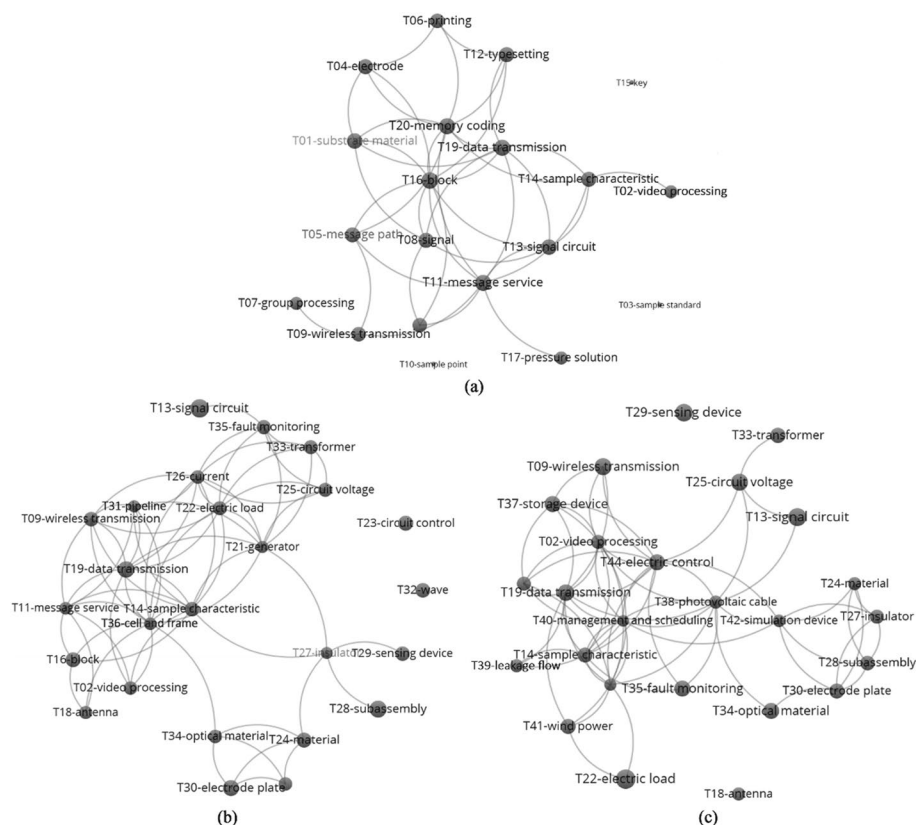 T06-printing
T12-typesetting
T04-electrode
T15-key
T20-memory coding
T01-substrate material
T19-data transmission
T16-block
T14-sample characteristic
T02-video processing
T05-message path
T08-signal
T13-signal circuit
T11-message service
T07-group processing
T03-sample standard
T09-wireless transmission
T17-pressure solution
T10-sample point
(a)
T13-signal circuit
T35-fault monitoring
T33-transformer
T26-current
T25-circuit voltage
T31-pipeline
T22-electric load
T09-wireless transmission
T23-circuit control
T21-generator
T19-data transmission
T32-wave
T11-message service
T14-sample characteristic
T36-cell and frame
T27-insulator
T29-sensing device
T16-block
T02-video processing
T28-subassembly
T18-antenna
T34-optical material
T24-material
T30-electrode plate
(b)
T29-sensing device
T33-transformer
T09-wireless transmission
T25-circuit voltage
T37-storage device
T13-signal circuit
T02-video processing
T44-electric control
T24-material
T19-data transmission
T38-photovoltaic cable
T40-management and scheduling
T42-simulation device
T27-insulator
T14-sample characteristic
T39-leakage flow
T28-subassembly
T35-fault monitoring
T30-electrode plate
T34-optical material
T41-wind power
T22-electric load
T18-antenna
(c)